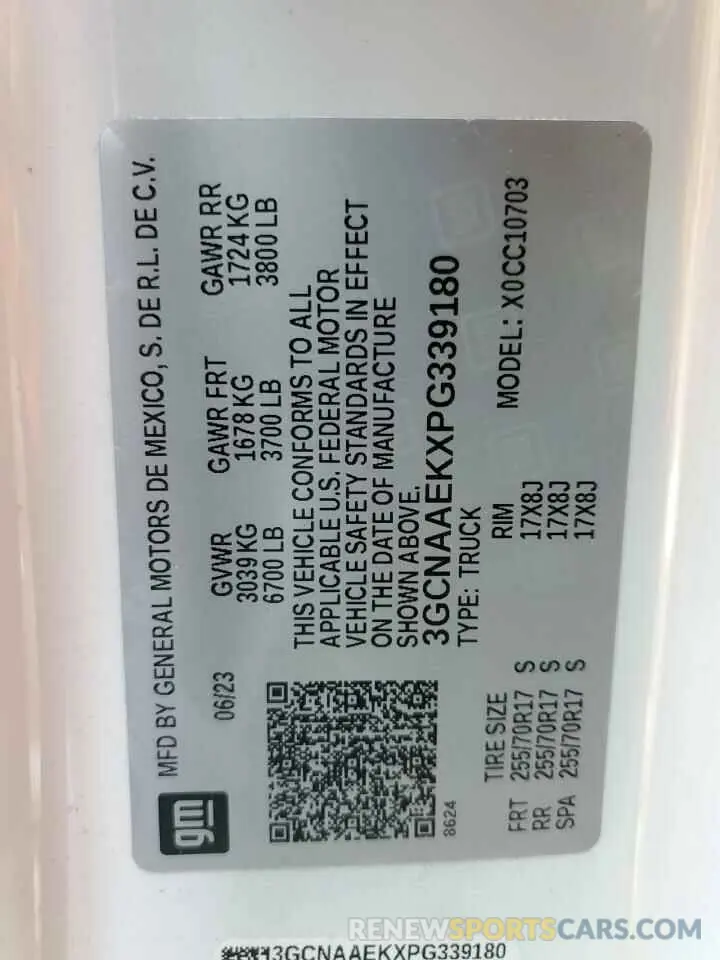 MFD BY GENERAL MOTORS DE MEXICO, S. DE R.L. DE C.V.
gm
06/23
GVWR GAWR FRT GAWR RR
3039 KG 1678 KG 1724 KG
6700 LB 3700 LB 3800 LB
THIS VEHICLE CONFORMS TO ALL
APPLICABLE U.S. FEDERAL MOTOR
VEHICLE SAFETY STANDARDS IN EFFECT
ON THE DATE OF MANUFACTURE
SHOWN ABOVE.
3GCNAAEKXPG339180
8624
TYPE: TRUCK
MODEL: X0CC10703
TIRE SIZE RIM
FRT 255/70R17 S 17X8J
RR 255/70R17 S 17X8J
SPA 255/70R17 S 17X8J
3GCNAAEKXPG339180
RENEWSPORTSCARS.COM